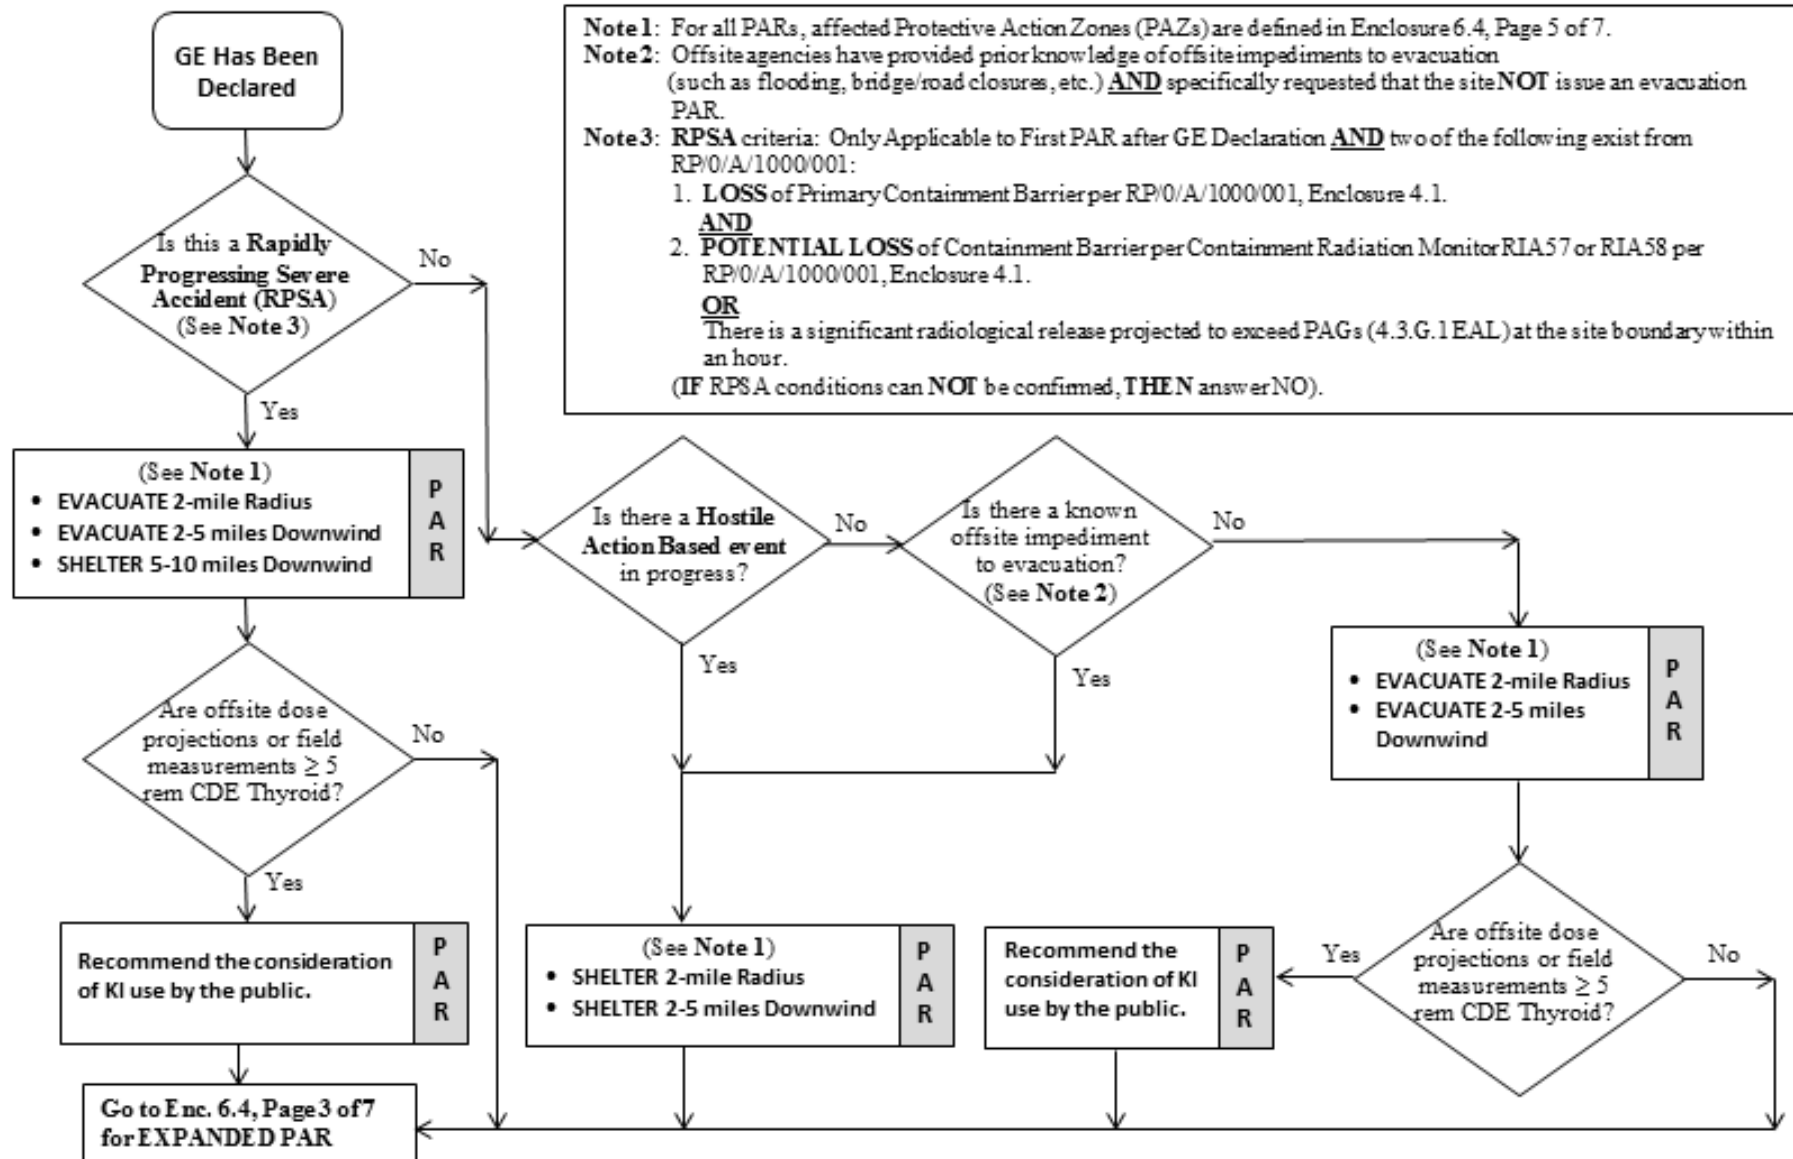 GE Has Been
Declared
Note 1: For all PARs, affected Protective Action Zones (PAZs) are defined in Enclosure 6.4, Page 5 of 7.
Note 2: Offsite agencies have provided prior knowledge of offsite impediments to evacuation
(such as flooding, bridge/road closures, etc.) AND specifically requested that the site NOT issue an evacuation
PAR.
Note 3: RPSA criteria: Only Applicable to First PAR after GE Declaration AND two of the following exist from
RP/0/A/1000/001:
1. LOSS of Primary Containment Barrier per RP/0/A/1000/001, Enclosure 4.1.
AND
2. POTENTIAL LOSS of Containment Barrier per Containment Radiation Monitor RIA 57 or RIA 58 per
RP/0/A/1000/001, Enclosure 4.1.
OR
There is a significant radiological release projected to exceed PAGs (4.3.G.1 EAL) at the site boundary within
an hour.
(IF RPSA conditions can NOT be confirmed, THEN answer NO).
Is this a Rapidly
Progressing Severe
Accident (RPSA)
(See Note 3)
No
Yes
(See Note 1)
• EVACUATE 2-mile Radius
• EVACUATE 2-5 miles Downwind
• SHELTER 5-10 miles Downwind
P
A
R
Is there a Hostile
Action Based event
in progress?
No
Yes
Is there a known
offsite impediment
to evacuation?
(See Note 2)
No
Yes
(See Note 1)
• EVACUATE 2-mile Radius
• EVACUATE 2-5 miles
Downwind
P
A
R
Are offsite dose
projections or field
measurements ≥ 5
rem CDE Thyroid?
No
Yes
Recommend the consideration
of KI use by the public.
P
A
R
(See Note 1)
• SHELTER 2-mile Radius
• SHELTER 2-5 miles Downwind
P
A
R
Recommend the
consideration of KI
use by the public.
P
A
R
Yes
Are offsite dose
projections or field
measurements ≥ 5
rem CDE Thyroid?
No
Go to Enc. 6.4, Page 3 of 7
for EXPANDED PAR